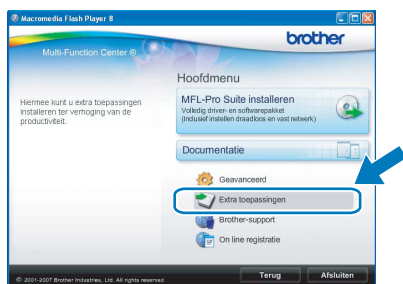 Macromedia Flash Player 8
brother
Multi-Function Center ®
Hoofdmenu
Hiermee kunt u extra toepassingen
installeren ter verhoging van de
productiviteit.
MFL-Pro Suite installeren
Volledig driver- en softwarepakket
(Inclusief instellen draadloos en vast netwerk)
Documentatie
Geavanceerd
Extra toepassingen
Brother-support
On line registratie
© 2001-2007 Brother Industries, Ltd. All rights reserved
Terug
Afsluiten